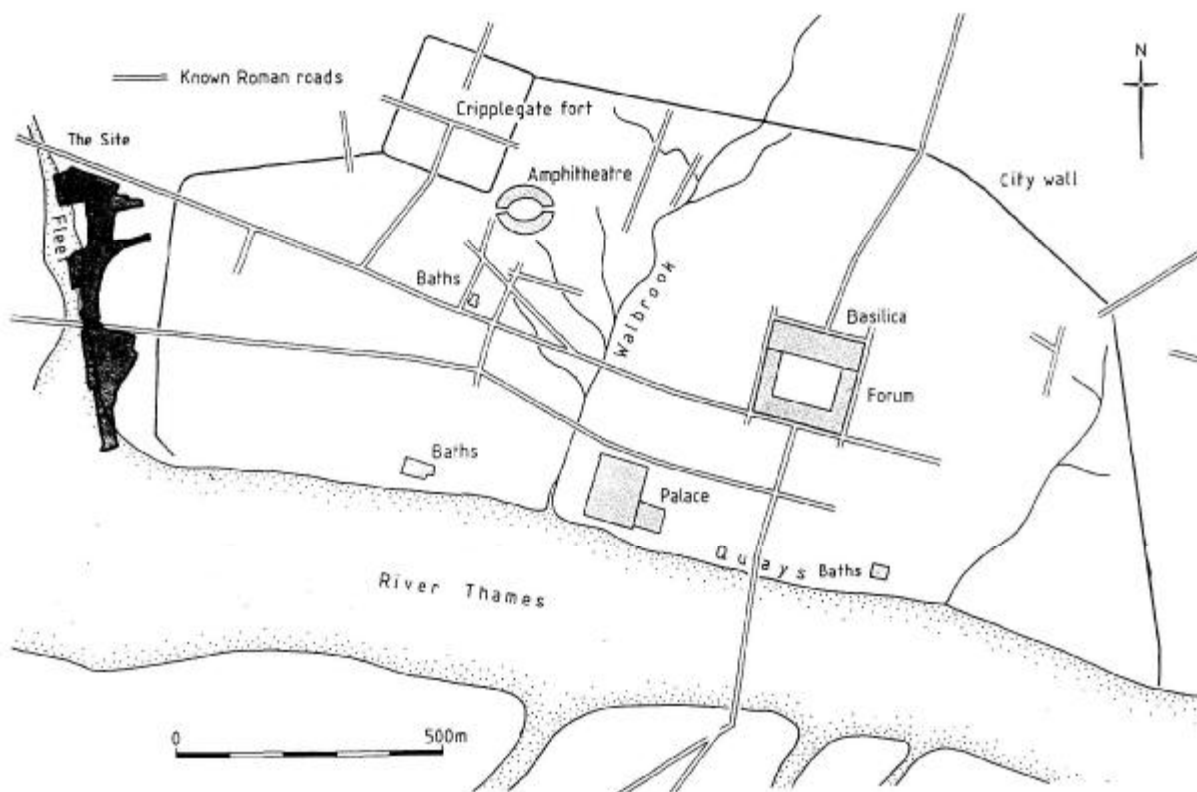 N
Known Roman roads
Cripplegate fort
The Site
Amphitheatre
City wall
Fleet
Baths
Walbrook
Basilica
Forum
Baths
Palace
Quays
Baths
River Thames
0
500m